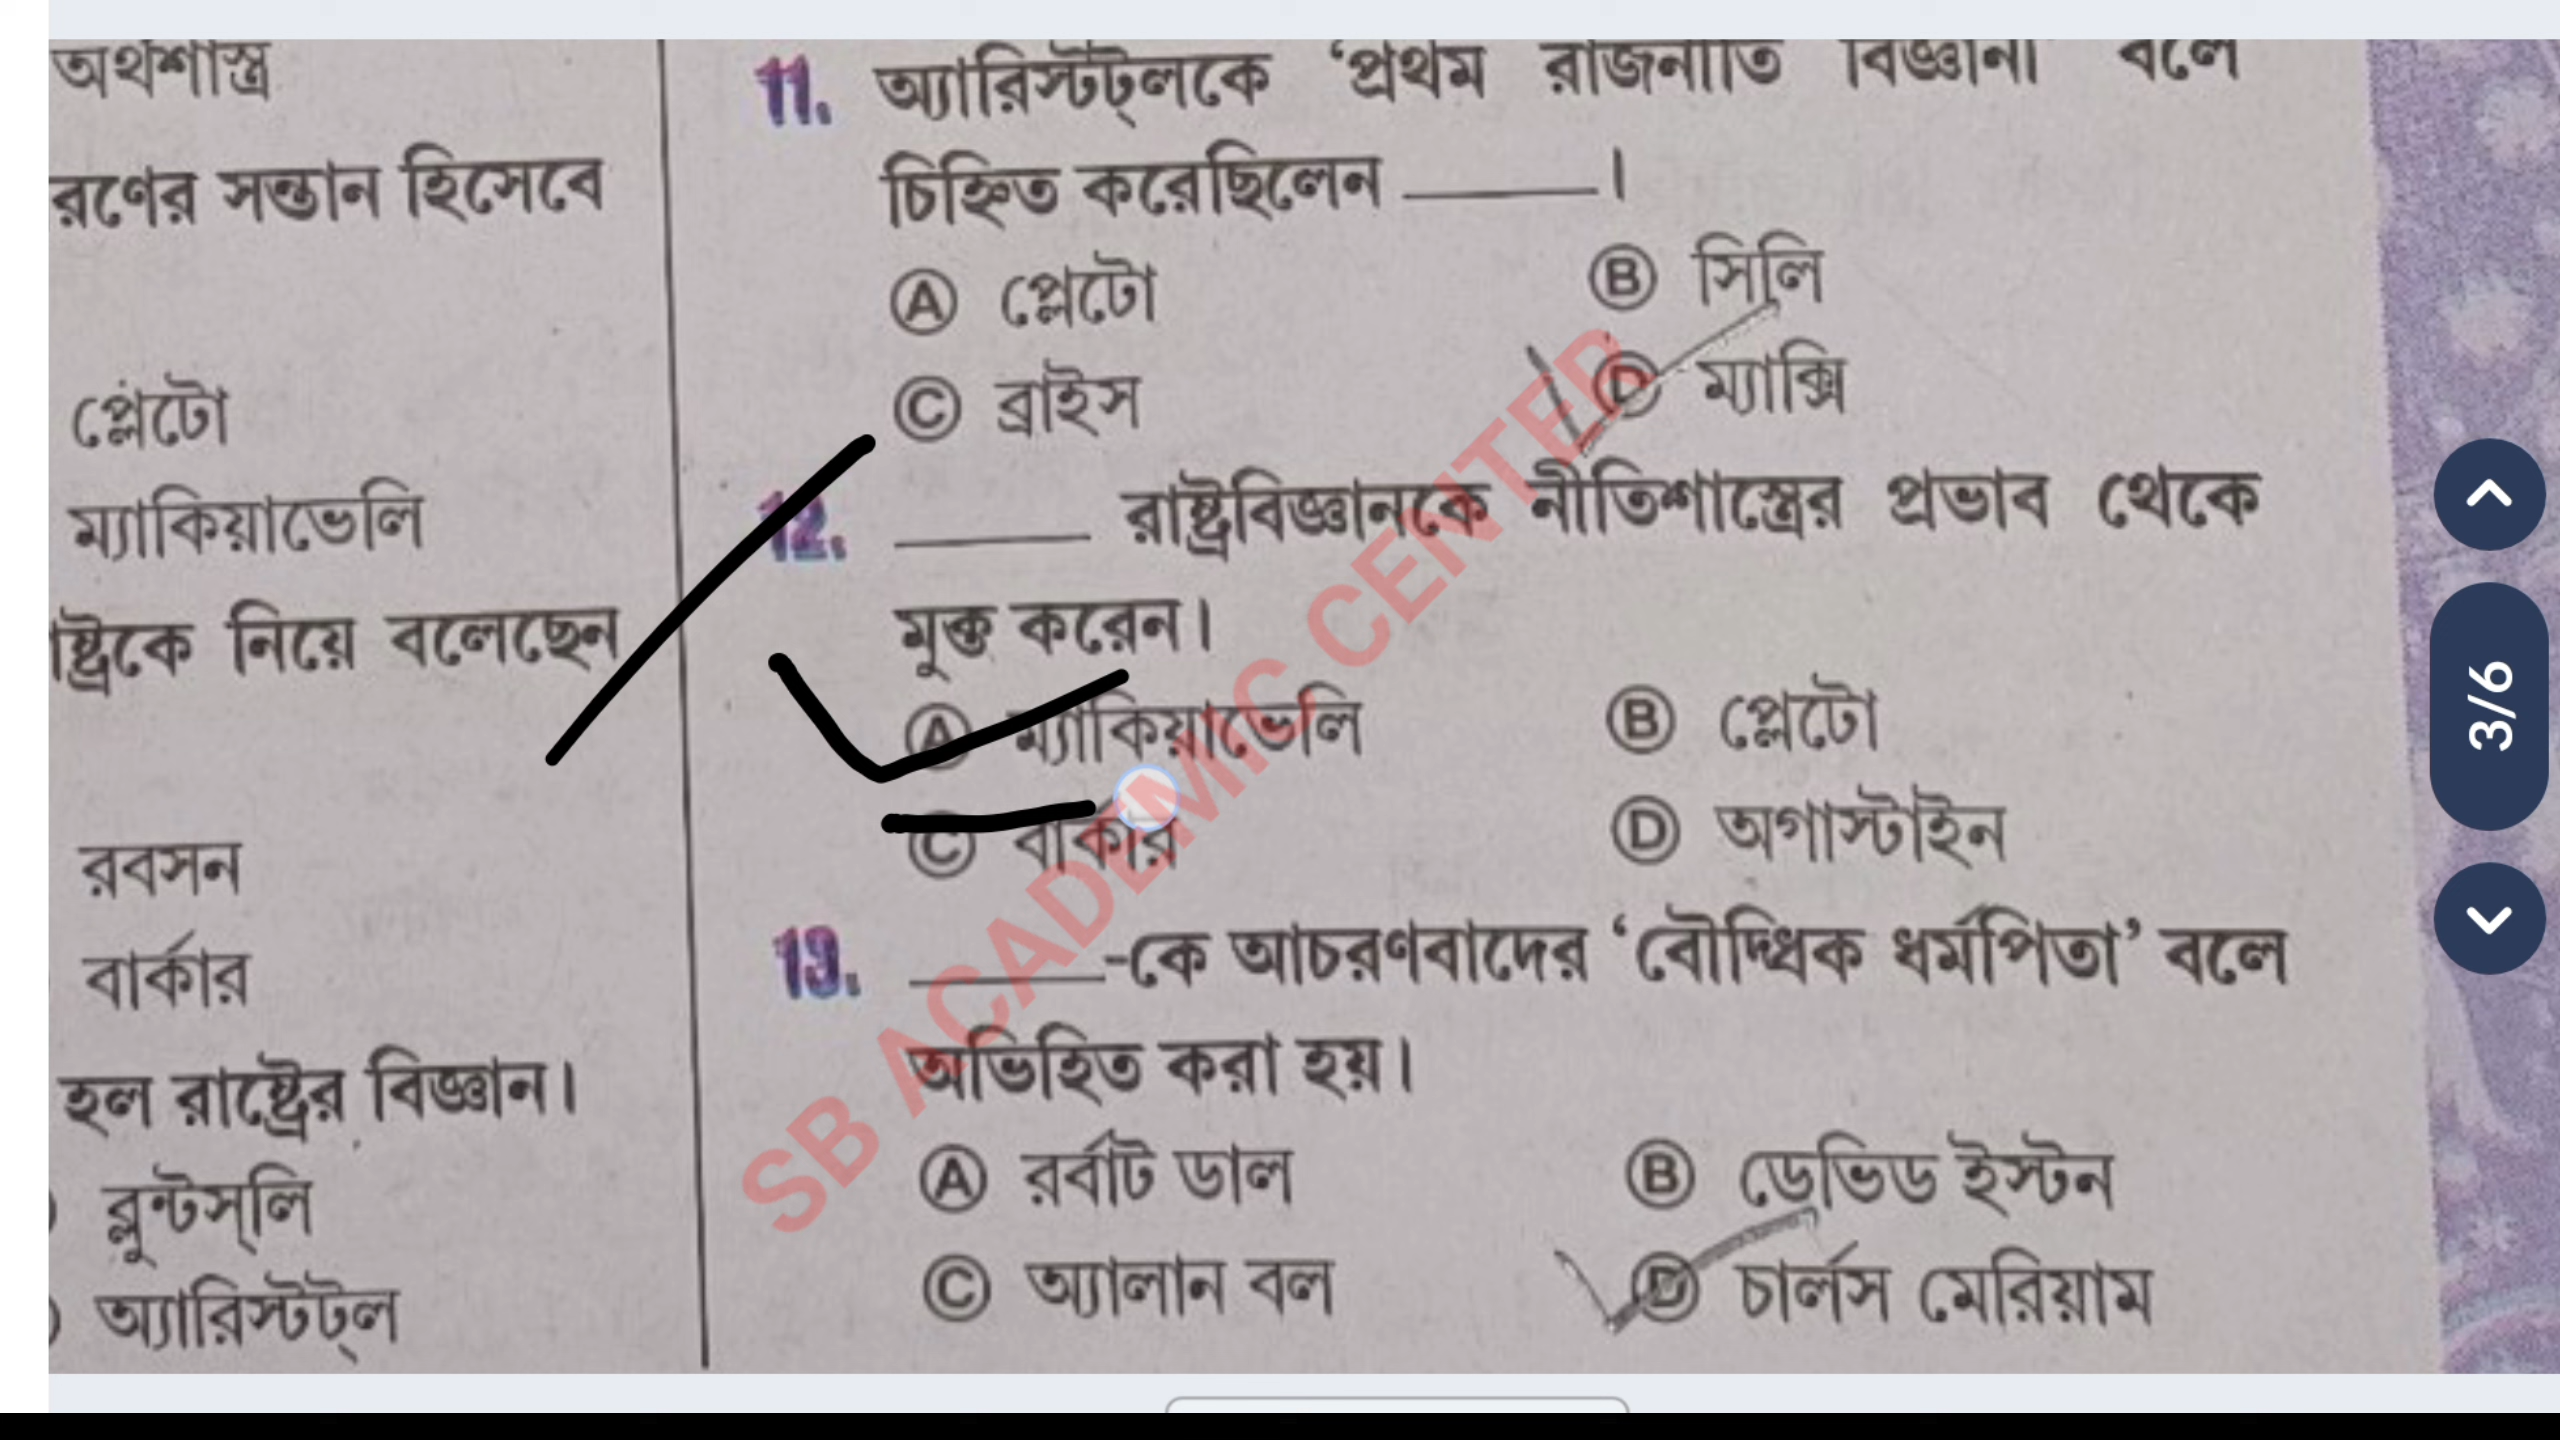 অর্থশাস্ত্র
রণের সন্তান হিসেবে
প্লেটো
ম্যাকিয়াভেলি
ষ্ট্রকে নিয়ে বলেছেন
রবসন
বার্কার
হল রাষ্ট্রের বিজ্ঞান।
ব্লুন্টস্‌লি
অ্যারিস্টট্‌ল
11. অ্যারিস্টট্‌লকে ‘প্রথম রাজনীতি বিজ্ঞানী বলে
চিহ্নিত করেছিলেন ______।
Ⓐ প্লেটো Ⓑ সিলি
Ⓒ ব্রাইস Ⓓ ম্যাক্সি
12. ______ রাষ্ট্রবিজ্ঞানকে নীতিশাস্ত্রের প্রভাব থেকে
মুক্ত করেন।
Ⓐ ম্যাকিয়াভেলি Ⓑ প্লেটো
Ⓒ বার্কার Ⓓ অগাস্টাইন
13. ______-কে আচরণবাদের ‘বৌদ্ধিক ধর্মপিতা’ বলে
অভিহিত করা হয়।
Ⓐ রর্বাট ডাল Ⓑ ডেভিড ইস্টন
Ⓒ অ্যালান বল Ⓓ চার্লস মেরিয়াম
SB ACADEMIC CENTER
3/6